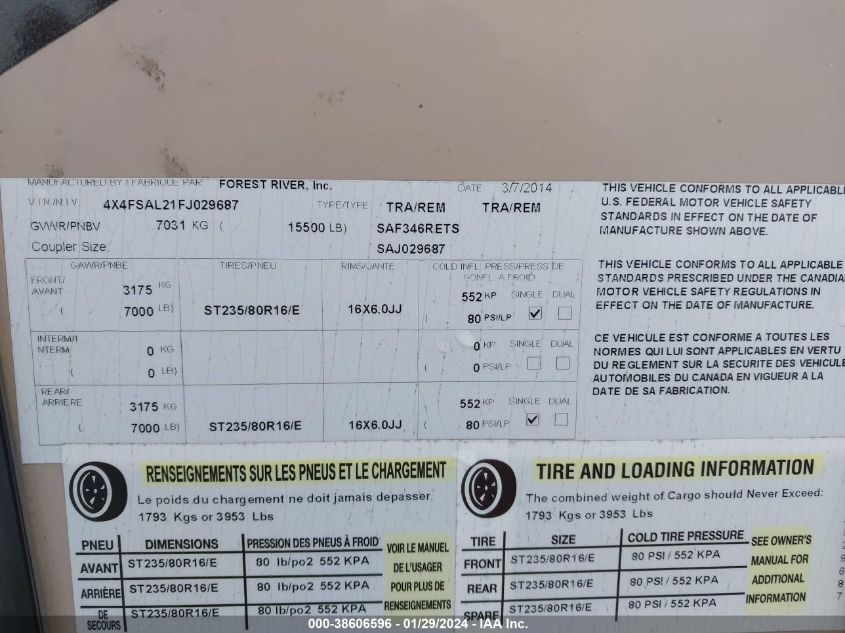 MANUFACTURED BY / FABRIQUE PAR: FOREST RIVER, Inc. DATE 3/7/2014
V.I.N./N.I.V. 4X4FSAL21FJ029687 TYPE/TYPE: TRA/REM TRA/REM
GVWR/PNBV 7031 KG ( 15500 LB) SAF346RETS
Coupler Size: SAJ029687
GAWR/PNBE TIRES/PNEU RIMS/JANTE COLD INFL. PRESS/PRESS DE GONFL A FROID
FRONT/ AVANT 3175 KG 552 KP SINGLE DUAL
( 7000 LB) ST235/80R16/E 16X6.0JJ ( 80 PSI/LP
INTERM/I
NTERM 0 KG 0 KP SINGLE DUAL
( 0 LB) ( 0 PSI/LP
REAR/
ARRIERE 3175 KG 552 KP SINGLE DUAL
( 7000 LB) ST235/80R16/E 16X6.0JJ ( 80 PSI/LP
THIS VEHICLE CONFORMS TO ALL APPLICABLE
U.S. FEDERAL MOTOR VEHICLE SAFETY
STANDARDS IN EFFECT ON THE DATE OF
MANUFACTURE SHOWN ABOVE.
THIS VEHICLE CONFORMS TO ALL APPLICABLE
STANDARDS PRESCRIBED UNDER THE CANADIA
MOTOR VEHICLE SAFETY REGULATIONS IN
EFFECT ON THE DATE OF MANUFACTURE.
CE VEHICULE EST CONFORME A TOUTES LES
NORMES QUI LUI SONT APPLICABLES EN VERTU
DU REGLEMENT SUR LA SECURITE DES VEHICULE
AUTOMOBILES DU CANADA EN VIGUEUR A LA
DATE DE SA FABRICATION.
RENSEIGNEMENTS SUR LES PNEUS ET LE CHARGEMENT
Le poids du chargement ne doit jamais depasser.
1793 Kgs or 3953 Lbs
PNEU DIMENSIONS PRESSION DES PNEUS À FROID
AVANT ST235/80R16/E 80 lb/po2 552 KPA
ARRIÈRE ST235/80R16/E 80 lb/po2 552 KPA
DE SECOURS ST235/80R16/E 80 lb/po2 552 KPA
VOIR LE MANUEL
DE L'USAGER
POUR PLUS DE
RENSEIGNEMENTS
TIRE AND LOADING INFORMATION
The combined weight of Cargo should Never Exceed:
1793 Kgs or 3953 Lbs
TIRE SIZE COLD TIRE PRESSURE
FRONT ST235/80R16/E 80 PSI / 552 KPA
REAR ST235/80R16/E 80 PSI / 552 KPA
SPARE ST235/80R16/E 80 PSI / 552 KPA
SEE OWNER'S
MANUAL FOR
ADDITIONAL
INFORMATION
000-38606596 - 01/29/2024 - IAA Inc.